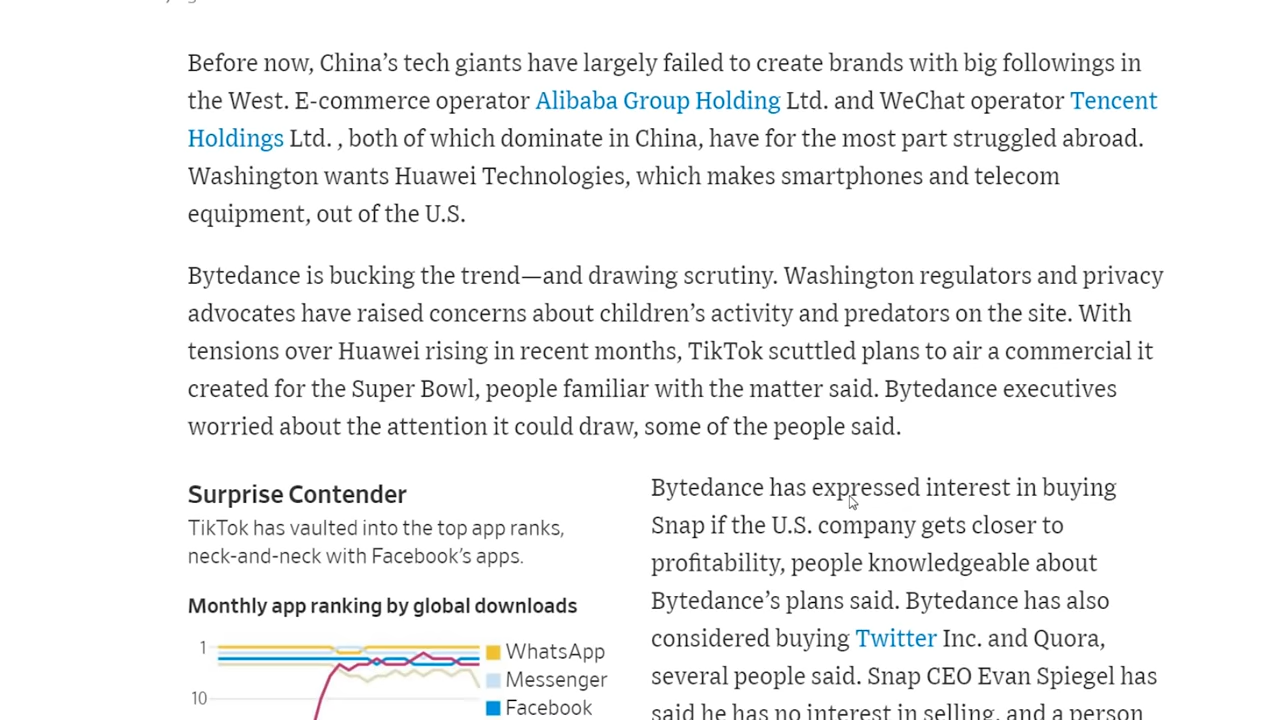 Before now, China’s tech giants have largely failed to create brands with big followings in
the West. E-commerce operator Alibaba Group Holding Ltd. and WeChat operator Tencent
Holdings Ltd. , both of which dominate in China, have for the most part struggled abroad.
Washington wants Huawei Technologies, which makes smartphones and telecom
equipment, out of the U.S.
Bytedance is bucking the trend—and drawing scrutiny. Washington regulators and privacy
advocates have raised concerns about children’s activity and predators on the site. With
tensions over Huawei rising in recent months, TikTok scuttled plans to air a commercial it
created for the Super Bowl, people familiar with the matter said. Bytedance executives
worried about the attention it could draw, some of the people said.
Surprise Contender
TikTok has vaulted into the top app ranks,
neck-and-neck with Facebook’s apps.
Monthly app ranking by global downloads
1
WhatsApp
Messenger
10
Facebook
Bytedance has expressed interest in buying
Snap if the U.S. company gets closer to
profitability, people knowledgeable about
Bytedance’s plans said. Bytedance has also
considered buying Twitter Inc. and Quora,
several people said. Snap CEO Evan Spiegel has
said he has no interest in selling, and a person